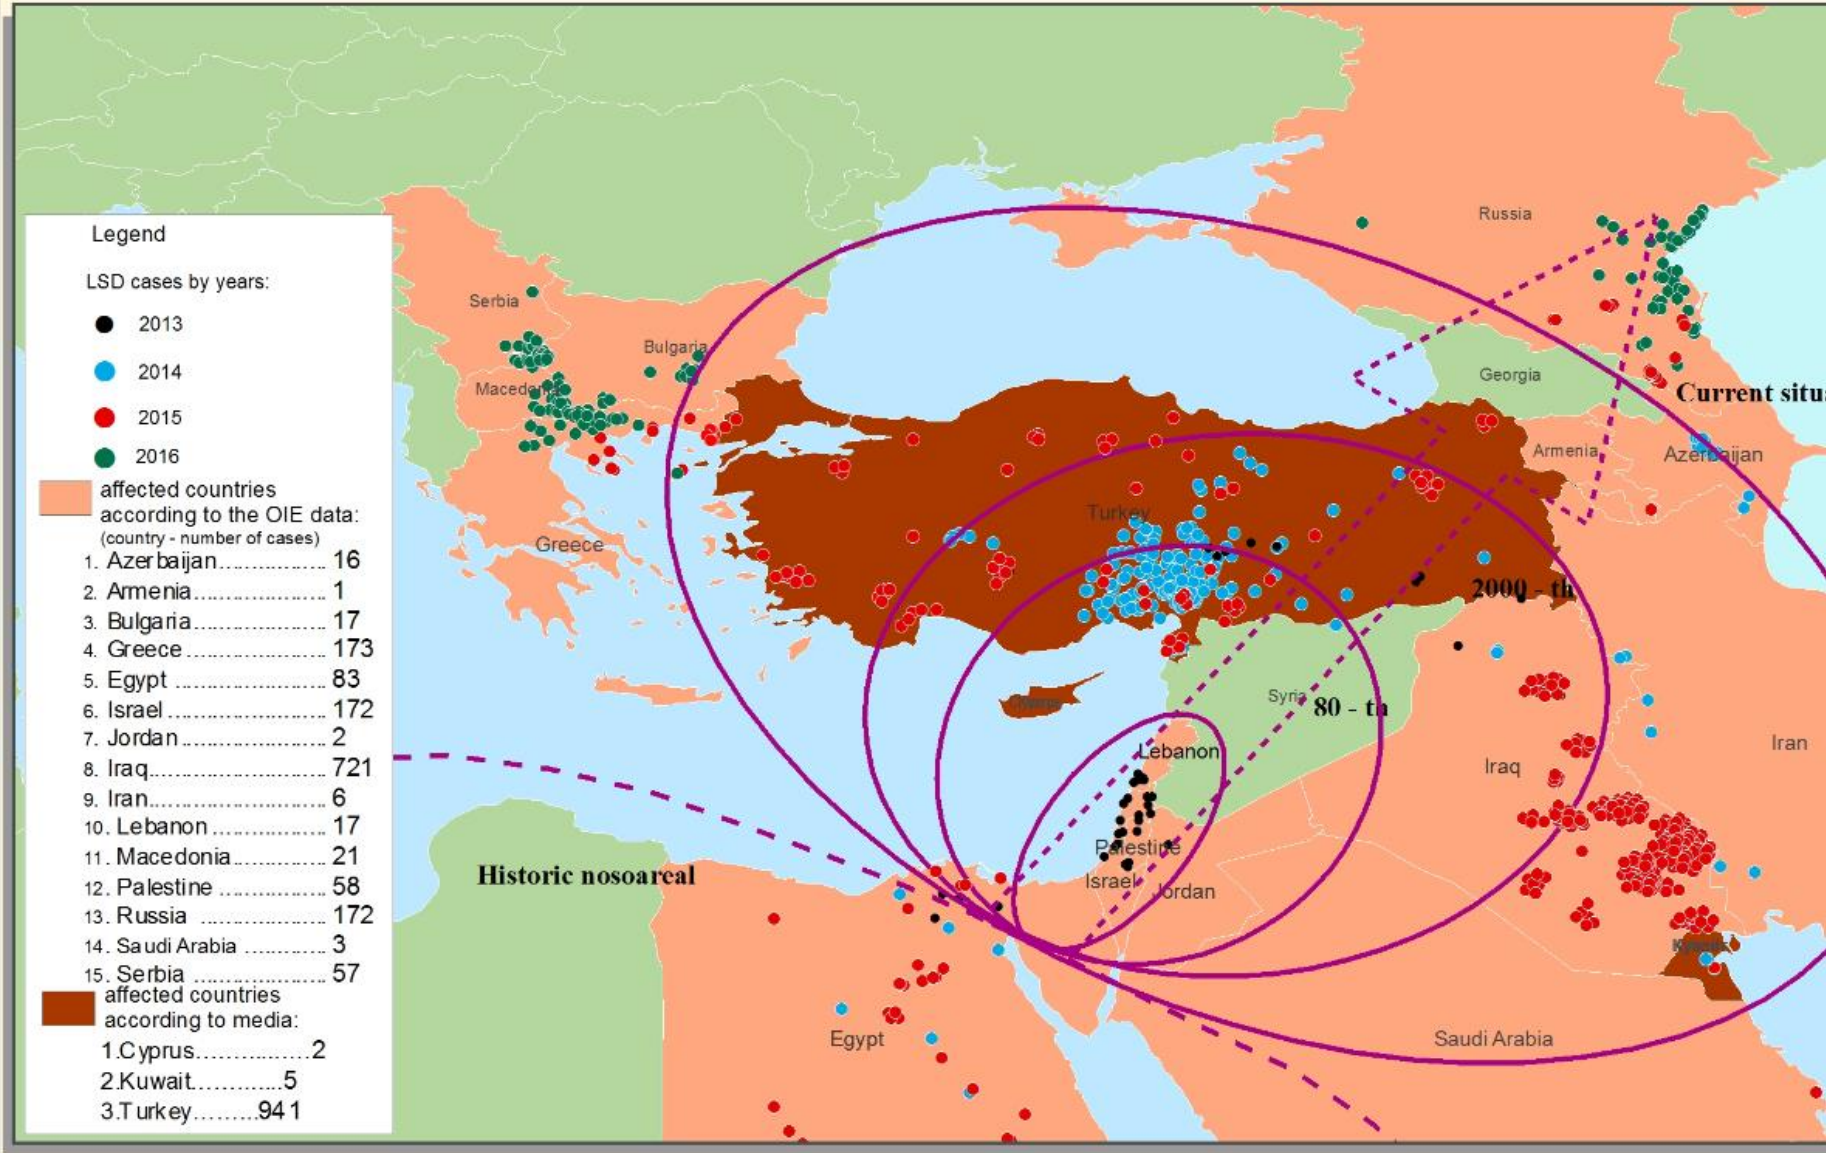 Legend
LSD cases by years:
2013
2014
2015
2016
affected countries
according to the OIE data:
(country - number of cases)
1. Azerbaijan................... 16
2. Armenia....................... 1
3. Bulgaria....................... 17
4. Greece ....................... 173
5. Egypt ......................... 83
6. Israel.......................... 172
7. Jordan ........................ 2
8. Iraq............................. 721
9. Iran.............................. 6
10. Lebanon ................... 17
11. Macedonia................ 21
12. Palestine ................... 58
13. Russia ..................... 172
14. Saudi Arabia ............. 3
15. Serbia ...................... 57
affected countries
according to media:
1.Cyprus...............2
2.Kuwait............5
3.Turkey.........941
Russia
Serbia
Bulgaria
Macedonia
Georgia
Current situ
Armenia
Azerbaijan
Turkey
Greece
2000 - th
Syria
80 - th
Cyprus
Lebanon
Iran
Iraq
Palestine
Historic nosoareal
Israel
Jordan
Egypt
Saudi Arabia